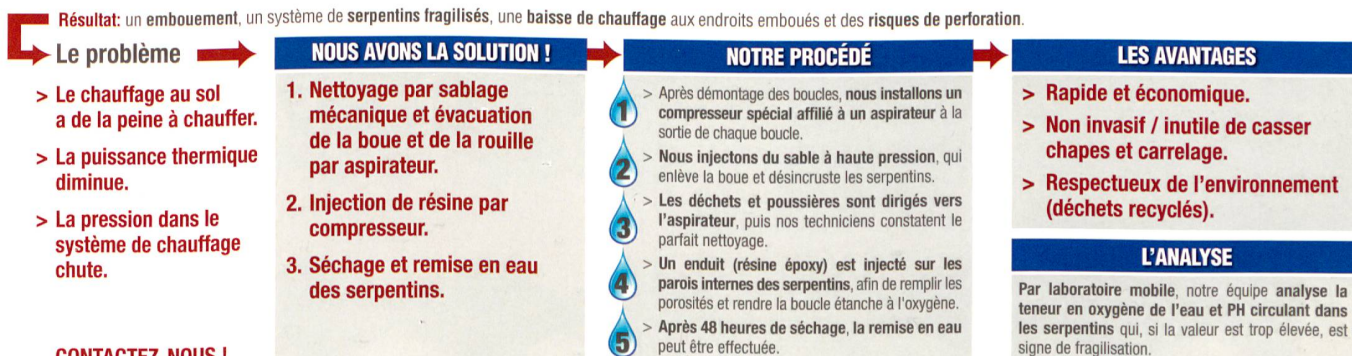 Résultat: un embouement, un système de serpentins fragilisés, une baisse de chauffage aux endroits emboués et des risques de perforation.
Le problème
> Le chauffage au sol
a de la peine à chauffer.
> La puissance thermique
diminue.
> La pression dans le
système de chauffage
chute.
CONTACTEZ-NOUS !
NOUS AVONS LA SOLUTION !
1. Nettoyage par sablage
mécanique et évacuation
de la boue et de la rouille
par aspirateur.
2. Injection de résine par
compresseur.
3. Séchage et remise en eau
des serpentins.
NOTRE PROCÉDÉ
1 > Après démontage des boucles, nous installons un
compresseur spécial affilié à un aspirateur à la
sortie de chaque boucle.
2 > Nous injectons du sable à haute pression, qui
enlève la boue et désincruste les serpentins.
3 > Les déchets et poussières sont dirigés vers
l'aspirateur, puis nos techniciens constatent le
parfait nettoyage.
4 > Un enduit (résine époxy) est injecté sur les
parois internes des serpentins, afin de remplir les
porosités et rendre la boucle étanche à l'oxygène.
5 > Après 48 heures de séchage, la remise en eau
peut être effectuée.
LES AVANTAGES
> Rapide et économique.
> Non invasif / inutile de casser
chapes et carrelage.
> Respectueux de l'environnement
(déchets recyclés).
L'ANALYSE
Par laboratoire mobile, notre équipe analyse la
teneur en oxygène de l'eau et PH circulant dans
les serpentins qui, si la valeur est trop élevée, est
signe de fragilisation.